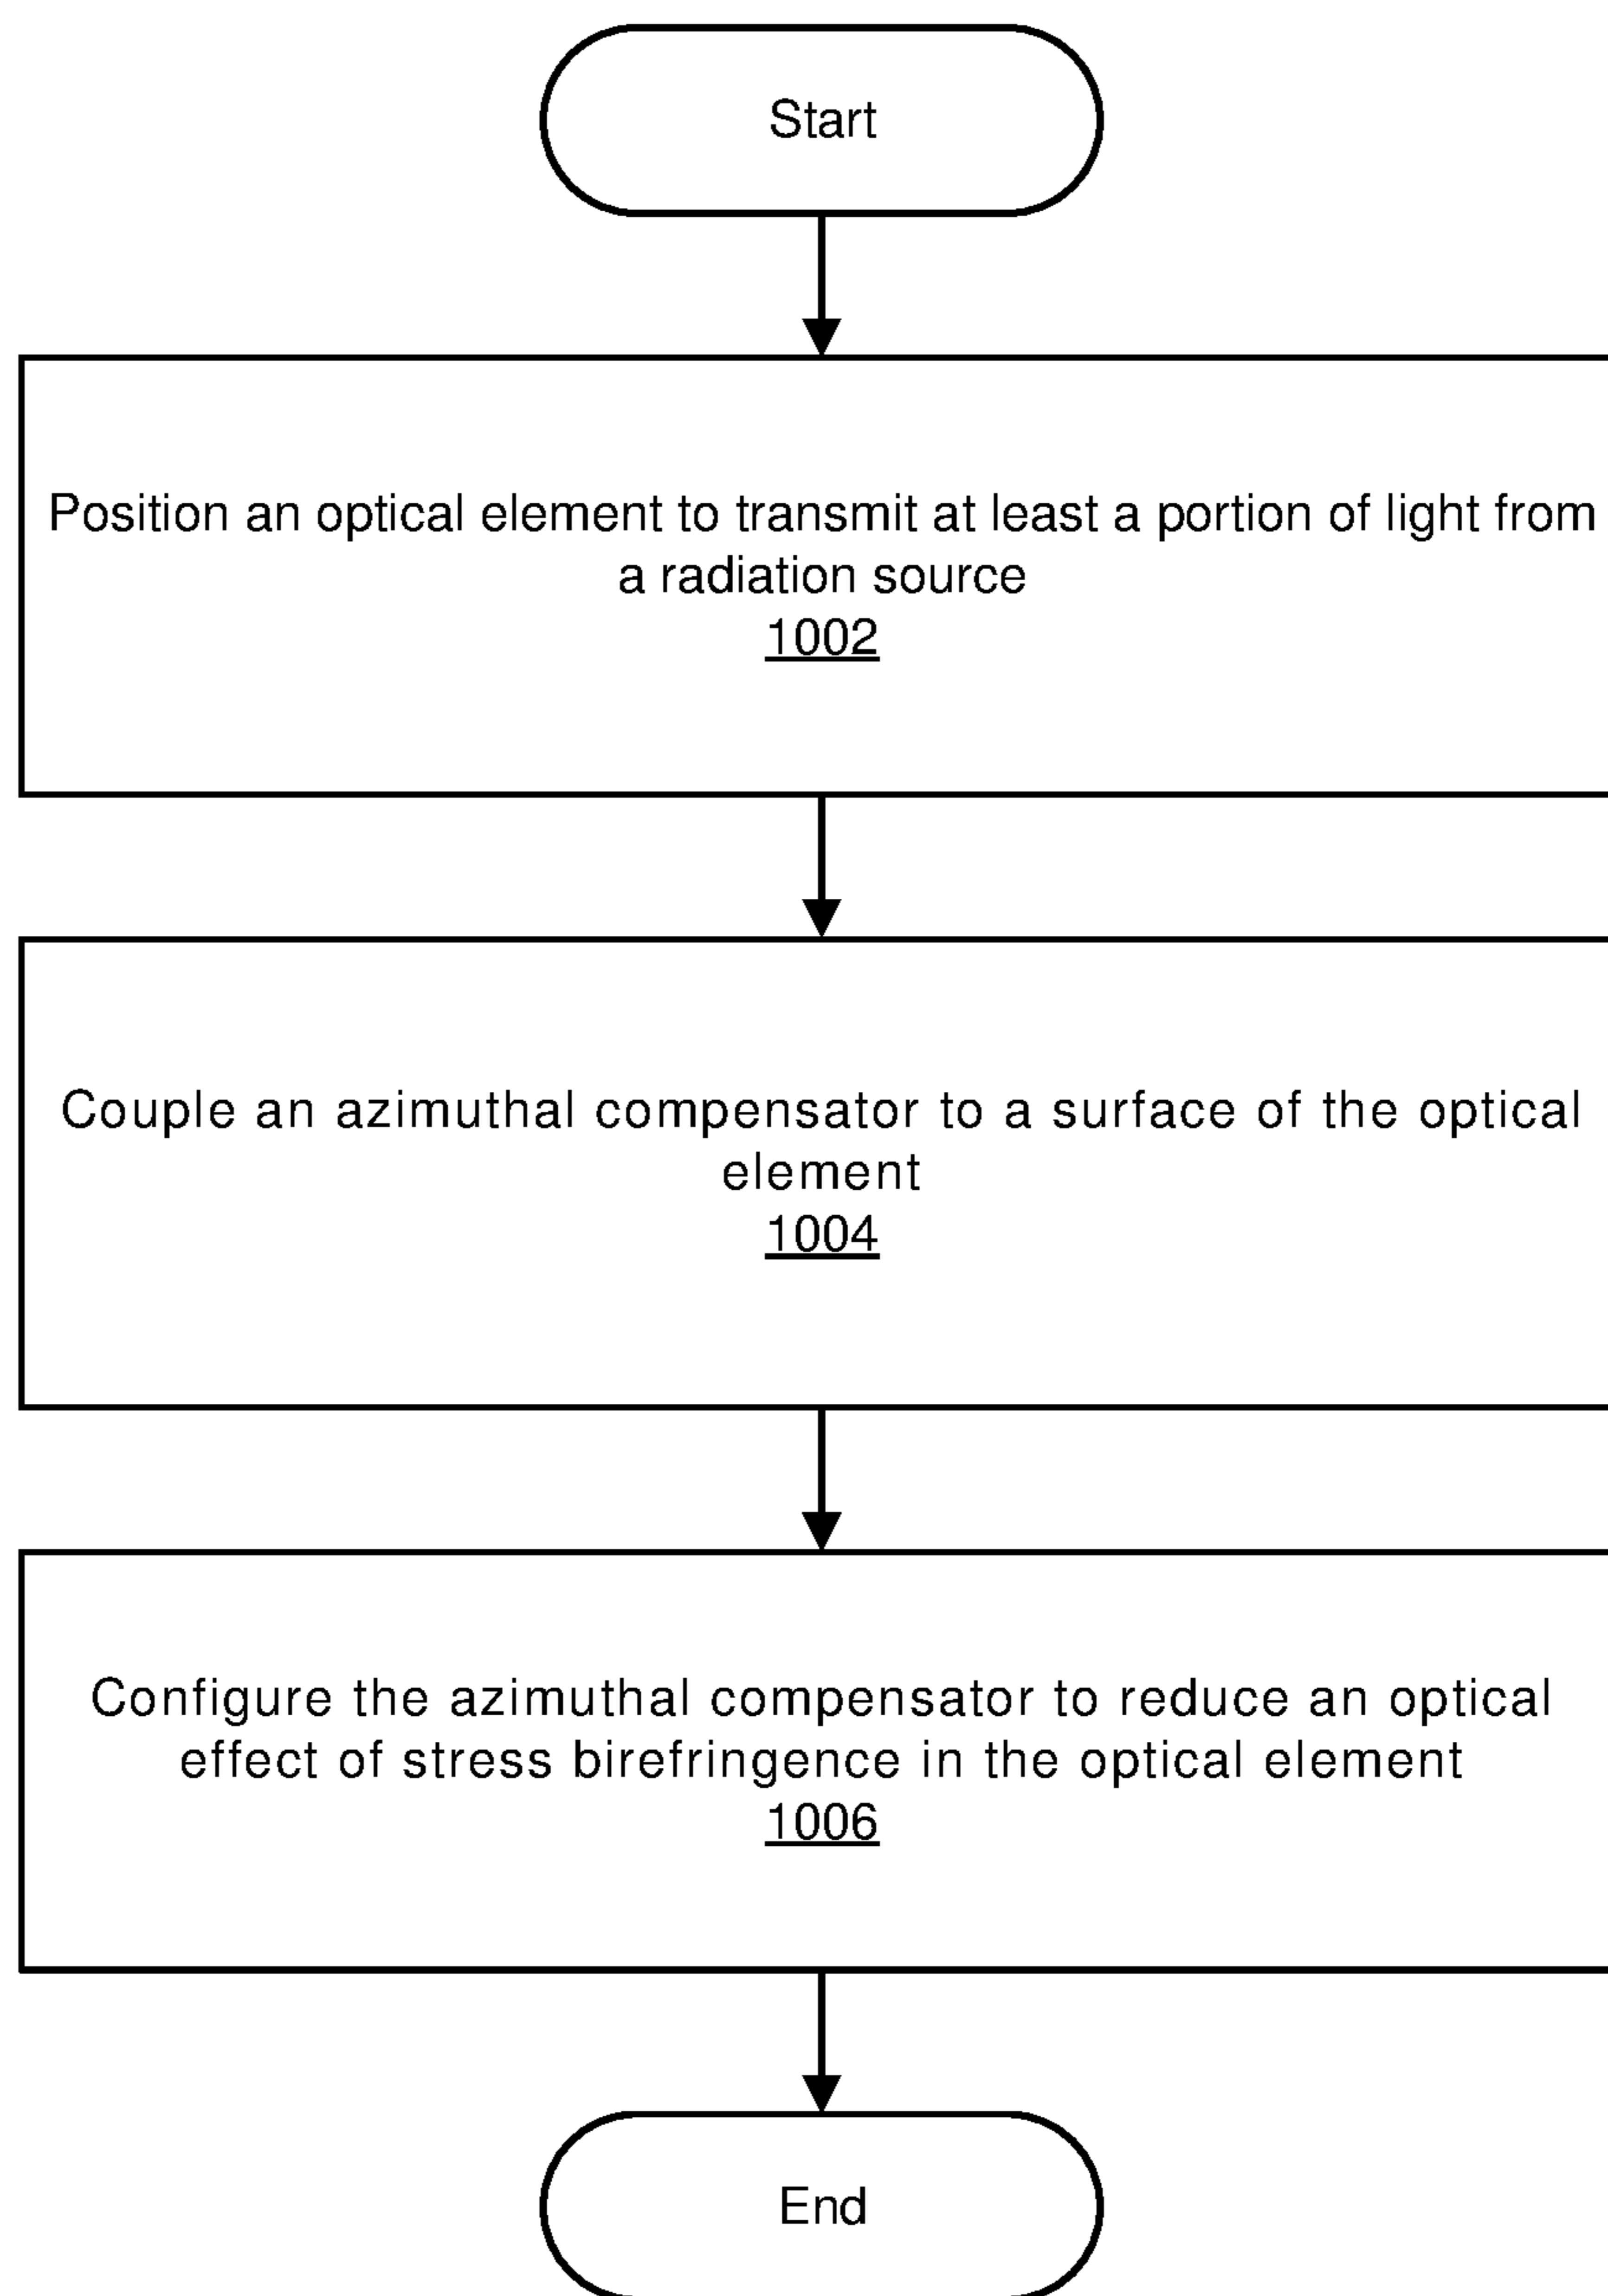 Start
Position an optical element to transmit at least a portion of light from
a radiation source
1002
Couple an azimuthal compensator to a surface of the optical
element
1004
Configure the azimuthal compensator to reduce an optical
effect of stress birefringence in the optical element
1006
End